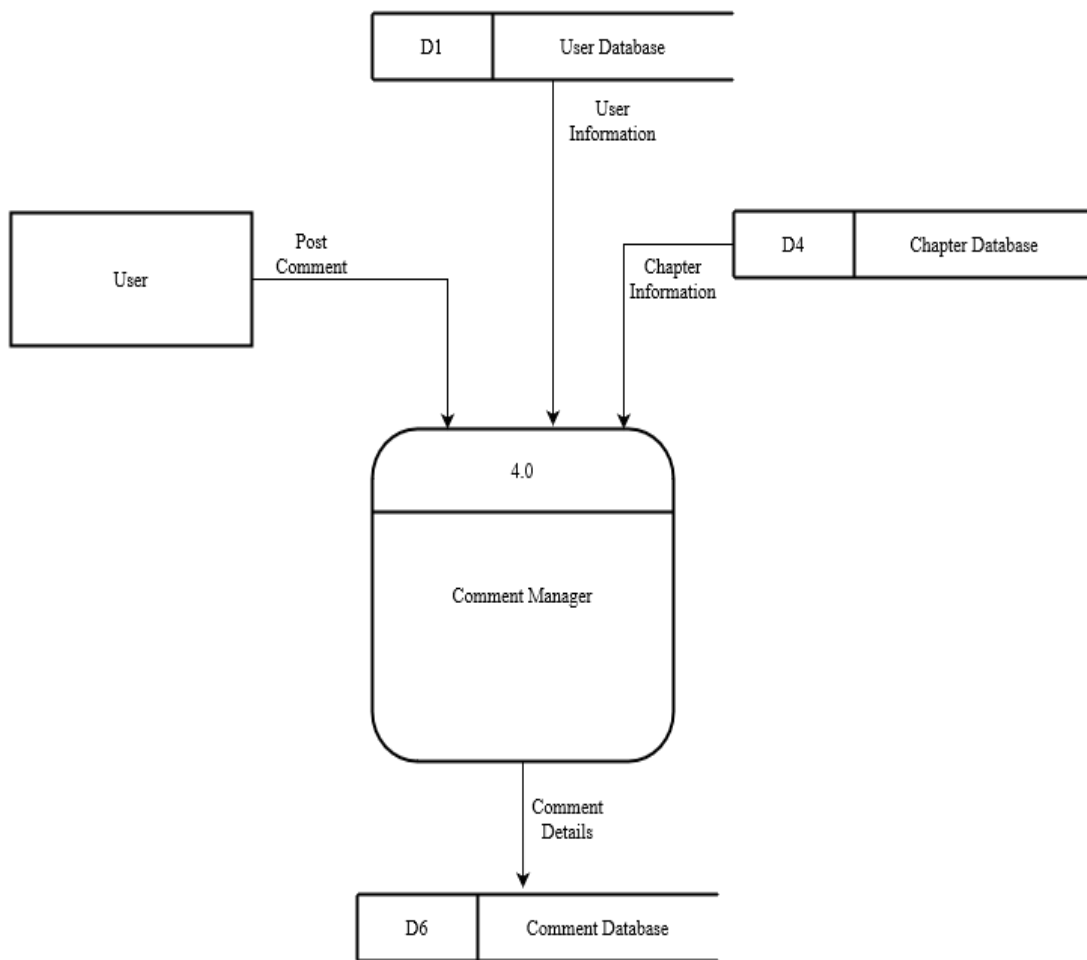 D1
User Database
User
Information
Post
Comment
User
D4
Chapter Database
Chapter
Information
4.0
Comment Manager
Comment
Details
D6
Comment Database